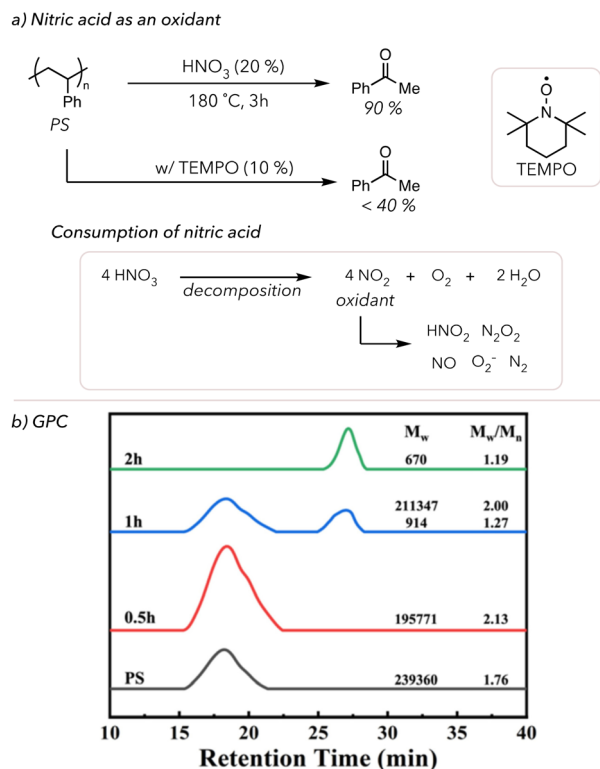 a) Nitric acid as an oxidant
HNO₃ (20 %)
180 ˚C, 3h
n
Ph
PS
O
Ph Me
90 %
w/ TEMPO (10 %)
O
Ph Me
< 40 %
O
N
TEMPO
Consumption of nitric acid
4 HNO₃
decomposition
4 NO₂ + O₂ + 2 H₂O
oxidant
HNO₂ N₂O₂
NO O₂⁻ N₂
b) GPC
Mw Mw/Mn
2h 670 1.19
211347 2.00
1h 914 1.27
0.5h 195771 2.13
PS 239360 1.76
10 15 20 25 30 35 40
Retention Time (min)